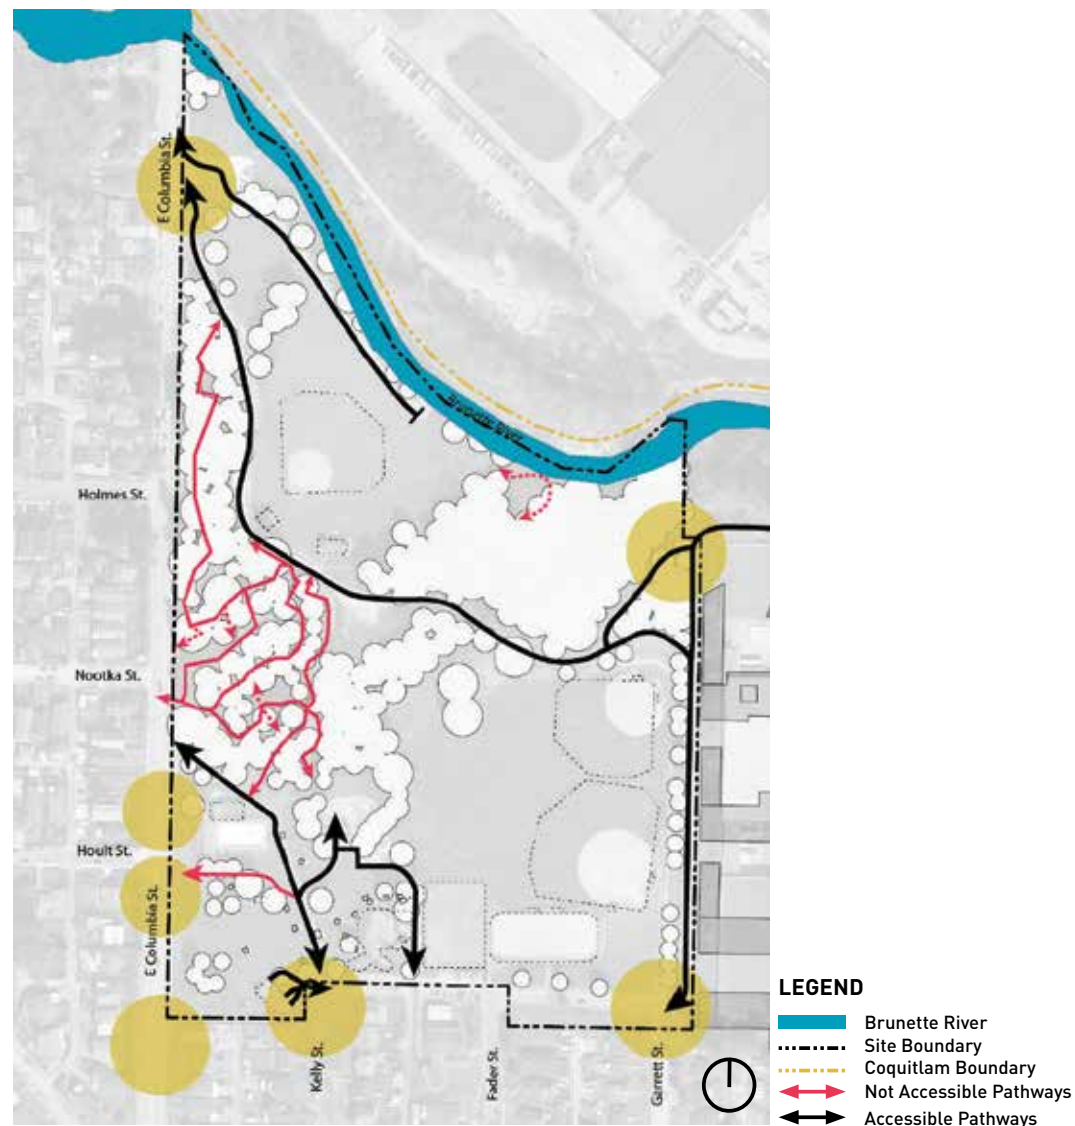 E Columbia St.
Brunette River
Holmes St.
Nootka St.
Hoult St.
E Columbia St.
Kelly St.
Fader St.
Garrett St.
LEGEND
Brunette River
Site Boundary
Coquitlam Boundary
Not Accessible Pathways
Accessible Pathways